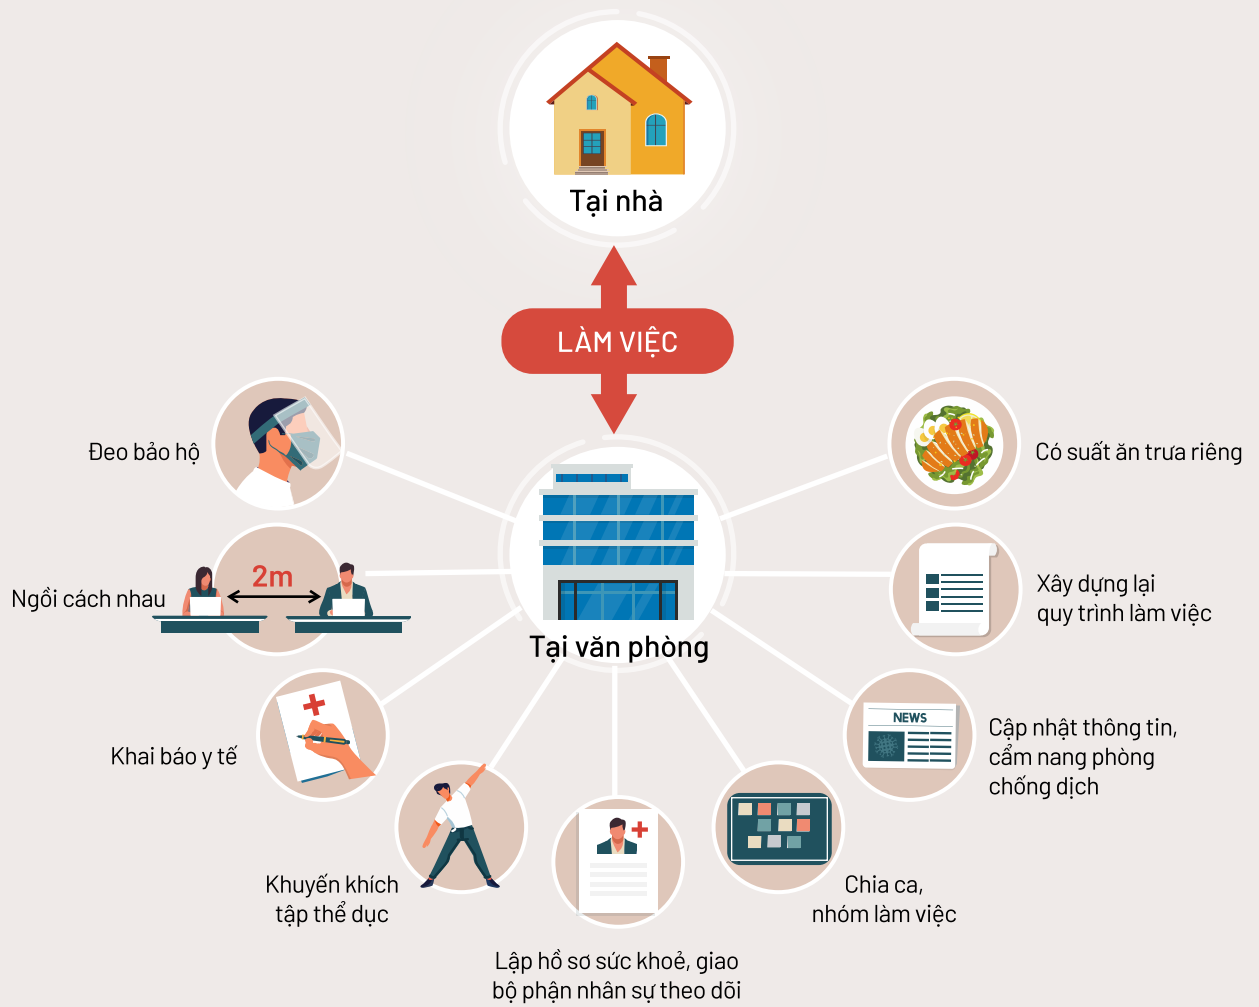 Tại nhà
LÀM VIỆC
Đeo bảo hộ
Có suất ăn trưa riêng
2m
Ngồi cách nhau
Xây dựng lại
quy trình làm việc
Tại văn phòng
Khai báo y tế
NEWS
Cập nhật thông tin,
cẩm nang phòng
chống dịch
Khuyến khích
tập thể dục
Chia ca,
nhóm làm việc
Lập hồ sơ sức khoẻ, giao
bộ phận nhân sự theo dõi